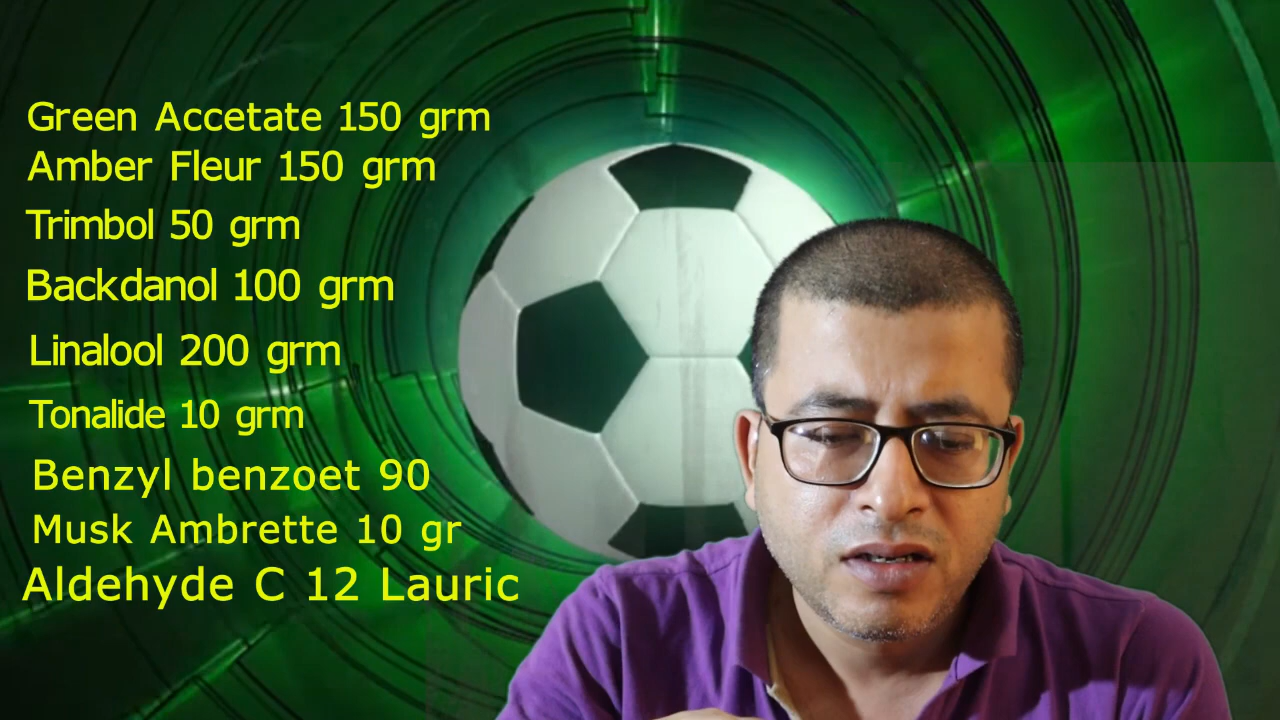 Green Accetate 150 grm
Amber Fleur 150 grm
Trimbol 50 grm
Backdanol 100 grm
Linalool 200 grm
Tonalide 10 grm
Benzyl benzoet 90
Musk Ambrette 10 gr
Aldehyde C 12 Lauric